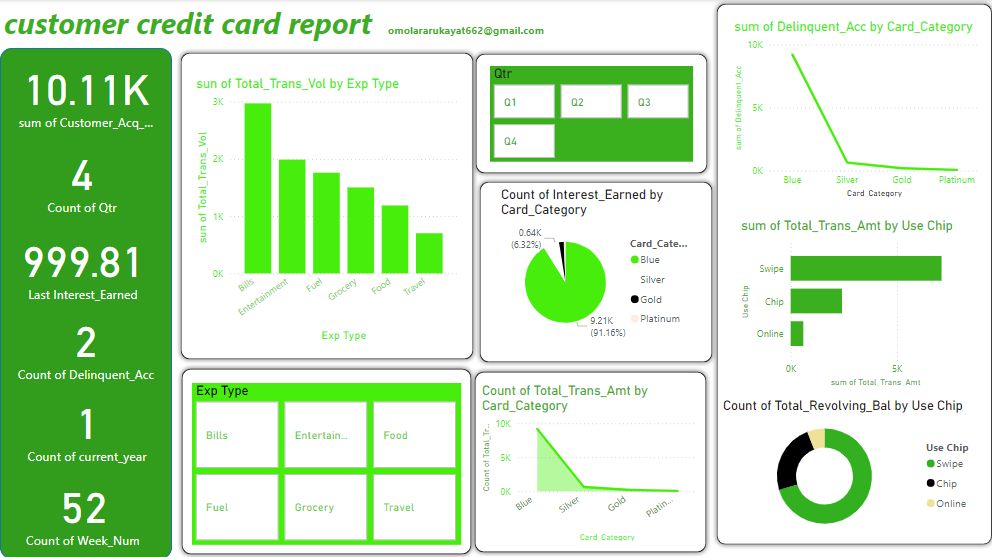 customer credit card report
omolararukayat662@gmail.com
10.11K
sum of Customer_Acq_...
4
Count of Qtr
999.81
Last Interest_Earned
2
Count of Delinquent_Acc
1
Count of current_year
52
Count of Week_Num
sun of Total_Trans_Vol by Exp Type
sun of Total_Trans_Vol
3K
2K
1K
0K
Bills
Entertainment
Fuel
Grocery
Food
Travel
Exp Type
Exp Type
Bills
Entertain...
Food
Fuel
Grocery
Travel
Qtr
Q1
Q2
Q3
Q4
Count of Interest_Earned by
Card_Category
0.64K
(6.32%)
9.21K
(91.16%)
Card_Cate...
Blue
Silver
Gold
Platinum
Count of Total_Trans_Amt by
Card_Category
Count of Total_Tr...
10K
5K
0K
Blue
Silver
Gold
Platin...
Card_Category
sum of Delinquent_Acc by Card_Category
sum of Delinquent_Acc
10K
5K
0K
Blue
Silver
Gold
Platinum
Card_Category
sum of Total_Trans_Amt by Use Chip
Use Chip
Swipe
Chip
Online
0K
5K
sum of Total_Trans_Amt
Count of Total_Revolving_Bal by Use Chip
Use Chip
Swipe
Chip
Online